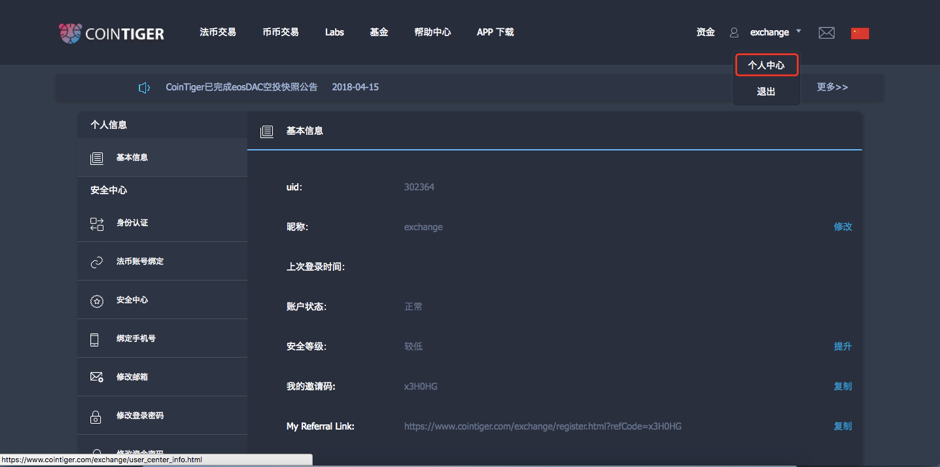 COINTIGER
法币交易
币币交易
Labs
基金
帮助中心
APP 下载
资金
exchange
个人中心
退出
CoinTiger已完成eosDAC空投快照公告 2018-04-15
更多>>
个人信息
基本信息
安全中心
身份认证
法币账号绑定
安全中心
绑定手机号
修改邮箱
修改登录密码
修改资金密码
基本信息
uid: 302364
昵称: exchange 修改
上次登录时间:
账户状态: 正常
安全等级: 较低 提升
我的邀请码: x3H0HG 复制
My Referral Link: https://www.cointiger.com/exchange/register.html?refCode=x3H0HG 复制
https://www.cointiger.com/exchange/user_center_info.html